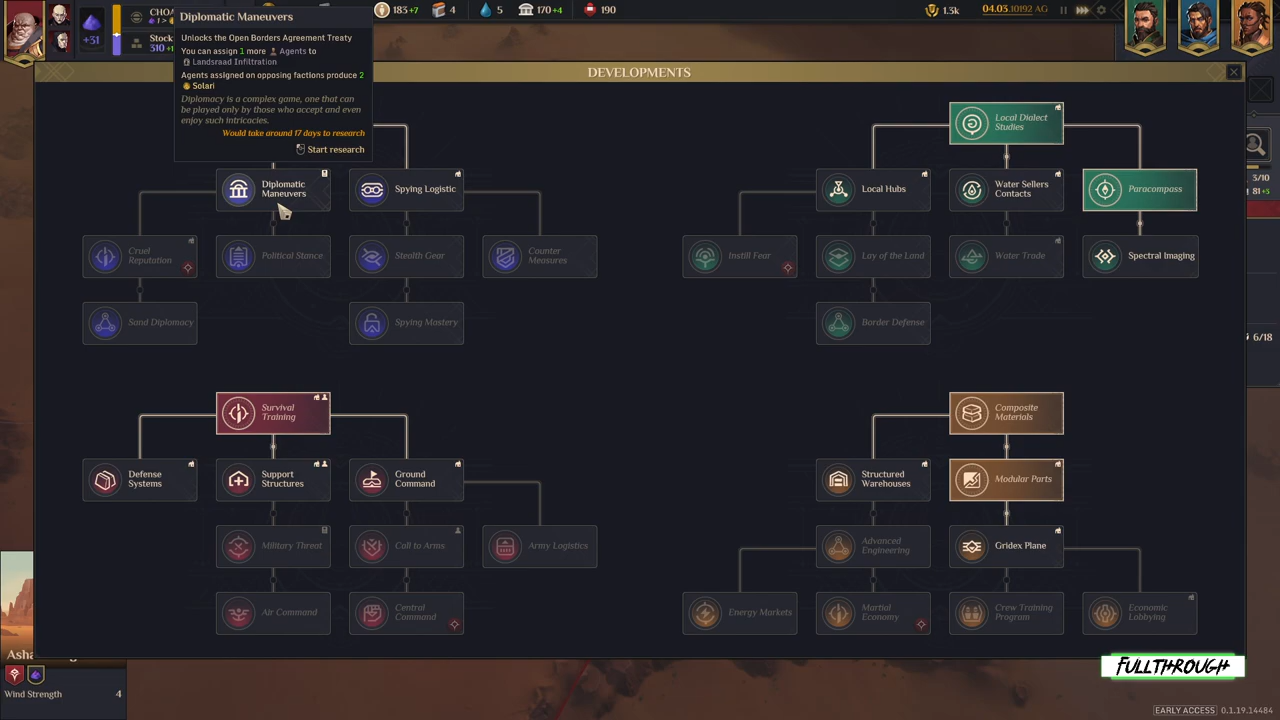 Diplomatic Maneuvers
Unlocks the Open Borders Agreement Treaty
You can assign 1 more Agents to
Landsraad Infiltration
Agents assigned on opposing factions produce 2
Solari
Diplomacy is a complex game, one that can
be played only by those who accept and even
enjoy such intricacies.
Would take around 17 days to research
Start research
+31
CHOA
Stock
310
183 +7
4
5
170 +4
190
1.3k
04.03.10192 AG
DEVELOPMENTS
Diplomatic
Maneuvers
Spying Logistic
Cruel
Reputation
Political Stance
Stealth Gear
Counter
Measures
Sand Diplomacy
Spying Mastery
Local Dialect
Studies
Local Hubs
Water Sellers
Contacts
Paracompass
Instill Fear
Lay of the Land
Water Trade
Spectral Imaging
Border Defense
Survival
Training
Defense
Systems
Support
Structures
Ground
Command
Military Threat
Call to Arms
Army Logistics
Air Command
Central
Command
Composite
Materials
Structured
Warehouses
Modular Parts
Advanced
Engineering
Gridex Plane
Energy Markets
Martial
Economy
Crew Training
Program
Economic
Lobbying
3/10
81 +5
6/18
Wind Strength 4
FULLTHROUGH
EARLY ACCESS 0.1.19.14484